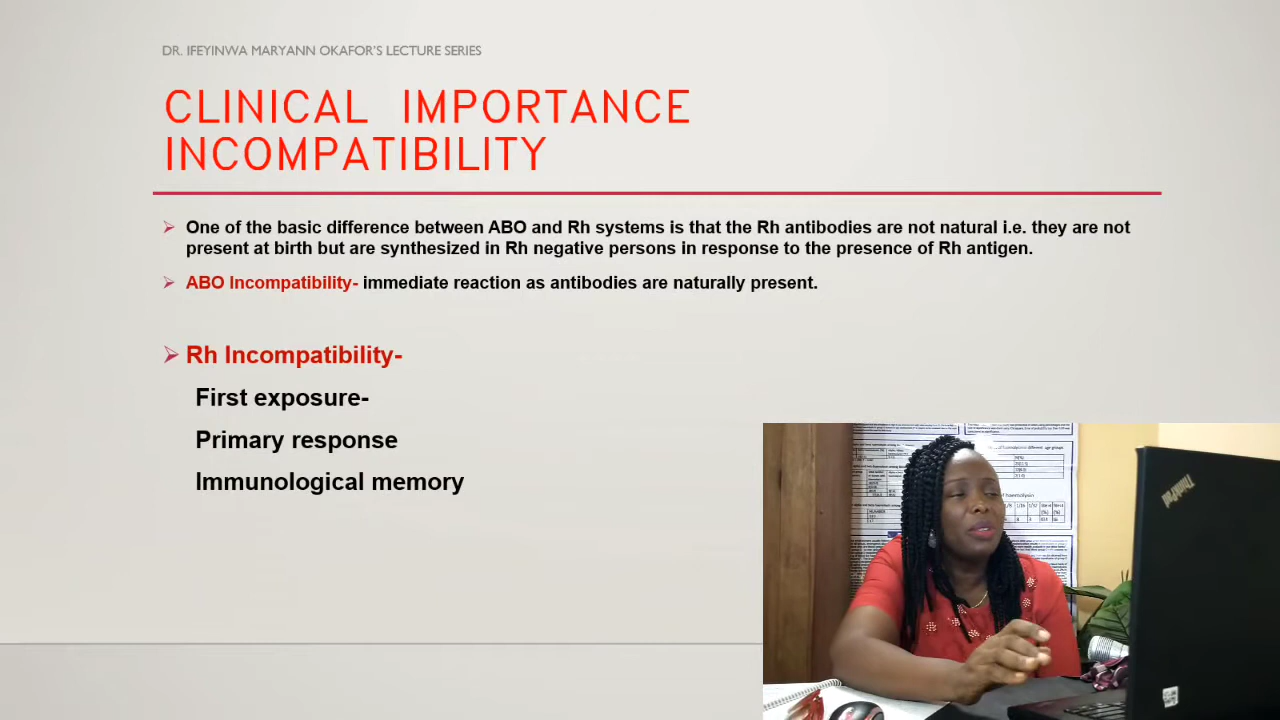 DR. IFEYINWA MARYANN OKAFOR'S LECTURE SERIES
CLINICAL IMPORTANCE
INCOMPATIBILITY
One of the basic difference between ABO and Rh systems is that the Rh antibodies are not natural i.e. they are not
present at birth but are synthesized in Rh negative persons in response to the presence of Rh antigen.
ABO Incompatibility- immediate reaction as antibodies are naturally present.
Rh Incompatibility-
First exposure-
Primary response
Immunological memory
ThinkPad